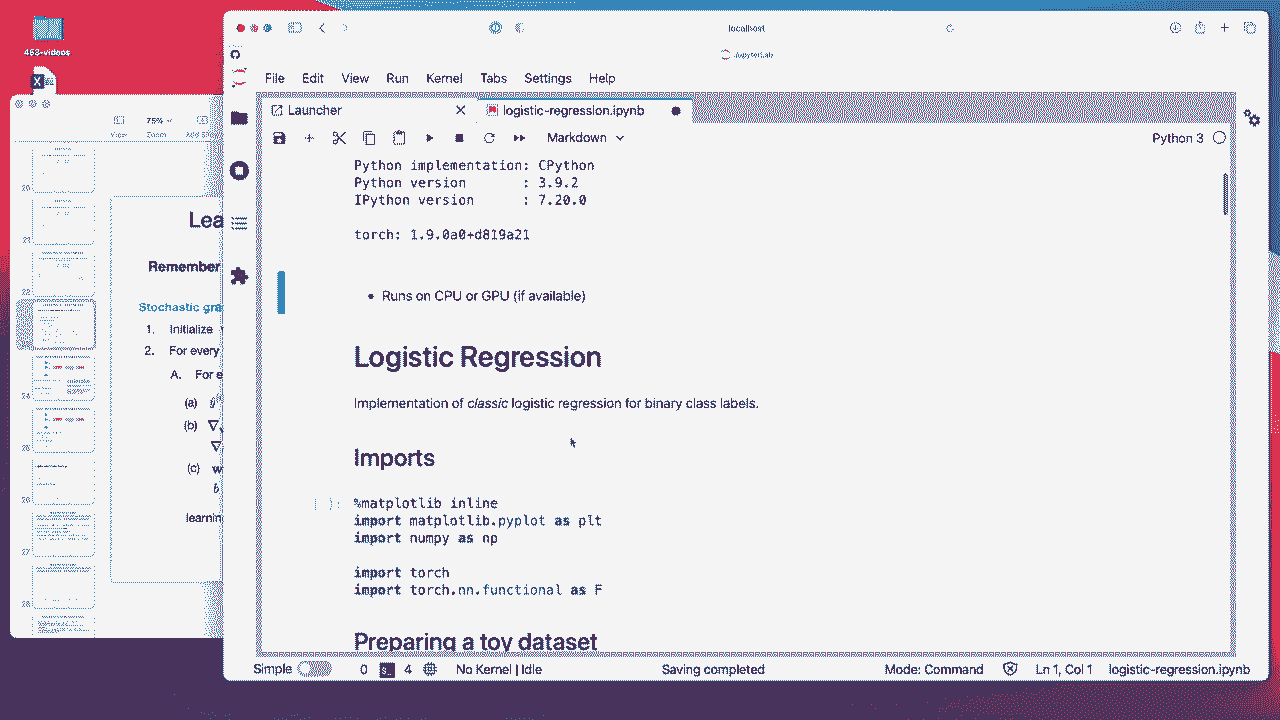 localhost
453-videos
JupyterLab
File Edit View Run Kernel Tabs Settings Help
Launcher
logistic-regression.ipynb
75%
View Zoom Add Slide
Markdown
Python 3
Python implementation: CPython
Python version : 3.9.2
IPython version : 7.20.0
torch: 1.9.0a0+d819a21
Lea
Remember
Stochastic gra
1. Initialize
2. For every
A. For e
(a)
(b)
(c) w
b
learnin
• Runs on CPU or GPU (if available)
Logistic Regression
Implementation of classic logistic regression for binary class labels.
Imports
[ ]:
%matplotlib inline
import matplotlib.pyplot as plt
import numpy as np
import torch
import torch.nn.functional as F
Preparing a toy dataset
20
21
22
24
25
26
27
28
Simple 0 4 No Kernel | Idle Saving completed Mode: Command Ln 1, Col 1 logistic-regression.ipynb